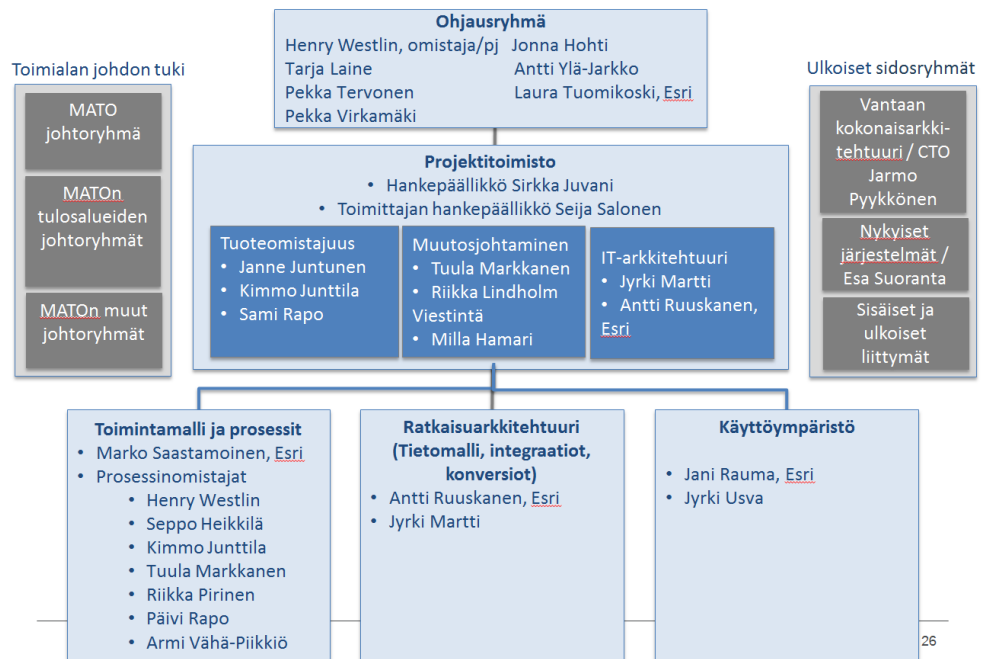 Ohjausryhmä
Henry Westlin, omistaja/pj
Tarja Laine
Pekka Tervonen
Pekka Virkamäki
Jonna Hohti
Antti Ylä-Jarkko
Laura Tuomikoski, Esri
Toimialan johdon tuki
MATO
johtoryhmä
MATOn
tulosalueiden
johtoryhmät
MATOn muut
johtoryhmät
Projektitoimisto
• Hankepäällikkö Sirkka Juvani
• Toimittajan hankepäällikkö Seija Salonen
Tuoteomistajuus
• Janne Juntunen
• Kimmo Junttila
• Sami Rapo
Muutosjohtaminen
• Tuula Markkanen
• Riikka Lindholm
Viestintä
• Milla Hamari
IT-arkkitehtuuri
• Jyrki Martti
• Antti Ruuskanen,
Esri
Ulkoiset sidosryhmät
Vantaan
kokonaisarkki-
tehtuuri / CTO
Jarmo
Pyykkönen
Nykyiset
järjestelmät /
Esa Suoranta
Sisäiset ja
ulkoiset
liittymät
Toimintamalli ja prosessit
• Marko Saastamoinen, Esri
• Prosessinomistajat
• Henry Westlin
• Seppo Heikkilä
• Kimmo Junttila
• Tuula Markkanen
• Riikka Pirinen
• Päivi Rapo
• Armi Vähä-Piikkiö
Ratkaisuarkkitehtuuri
(Tietomalli, integraatiot,
konversiot)
• Antti Ruuskanen, Esri
• Jyrki Martti
Käyttöympäristö
• Jani Rauma, Esri
• Jyrki Usva
26